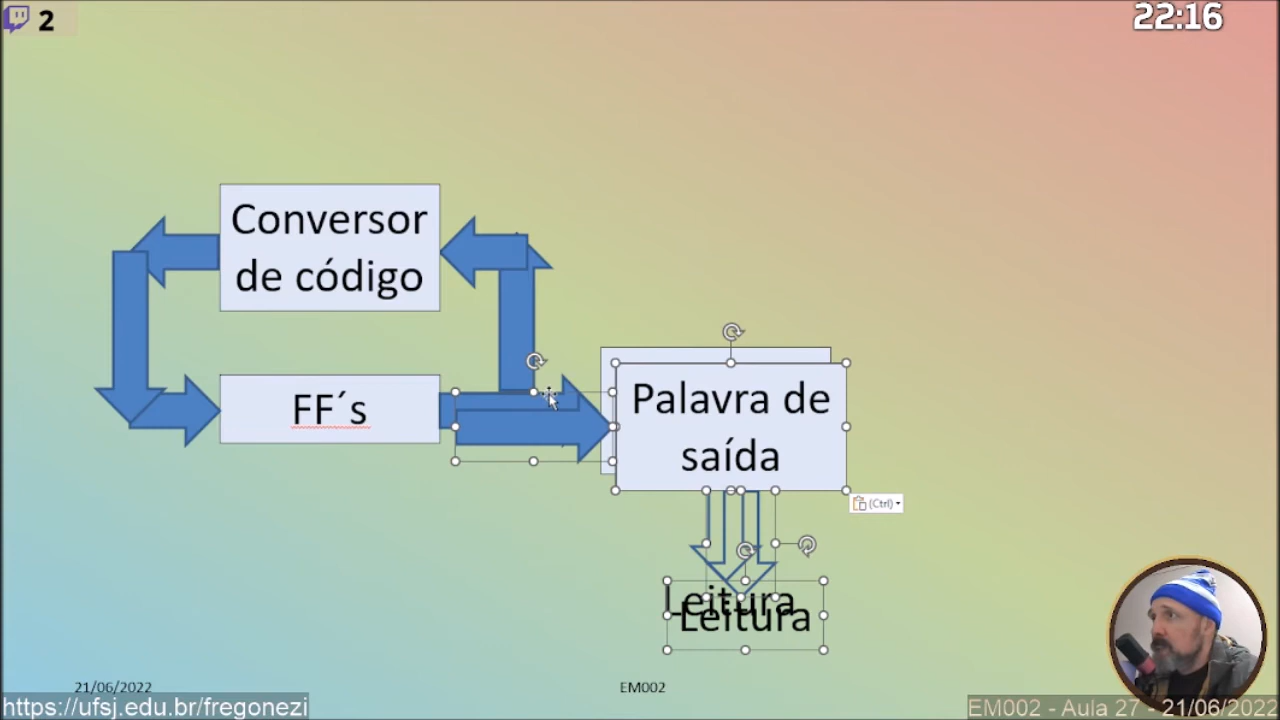 2
22:16
Conversor
de código
FF´s
Palavra de
saída
(Ctrl)
Leitura
Leitura
21/06/2022
EM002
https://ufsj.edu.br/fregonezi
EM002 - Aula 27 - 21/06/2022